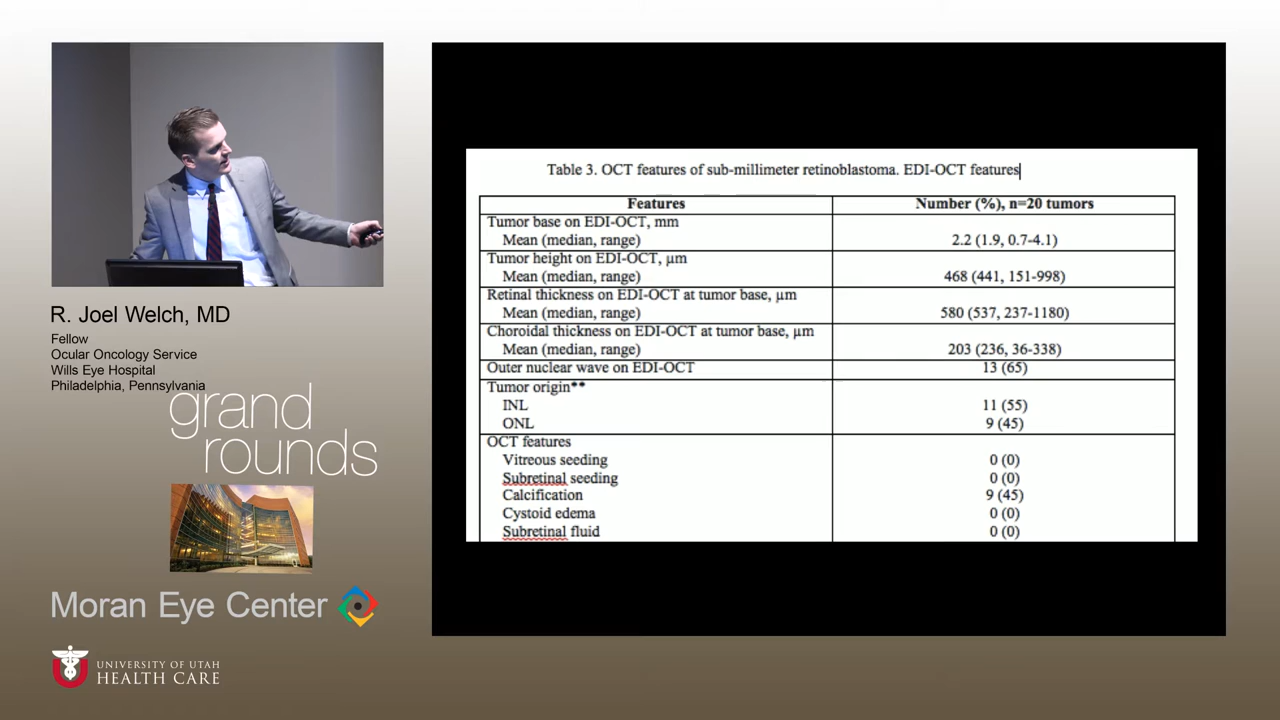 R. Joel Welch, MD
Fellow
Ocular Oncology Service
Wills Eye Hospital
Philadelphia, Pennsylvania
grand
rounds
Moran Eye Center
U
UNIVERSITY OF UTAH
HEALTH CARE
Table 3. OCT features of sub-millimeter retinoblastoma. EDI-OCT features
Features Number (%), n=20 tumors
Tumor base on EDI-OCT, mm
Mean (median, range) 2.2 (1.9, 0.7-4.1)
Tumor height on EDI-OCT, µm
Mean (median, range) 468 (441, 151-998)
Retinal thickness on EDI-OCT at tumor base, µm
Mean (median, range) 580 (537, 237-1180)
Choroidal thickness on EDI-OCT at tumor base, µm
Mean (median, range) 203 (236, 36-338)
Outer nuclear wave on EDI-OCT 13 (65)
Tumor origin**
INL 11 (55)
ONL 9 (45)
OCT features
Vitreous seeding 0 (0)
Subretinal seeding 0 (0)
Calcification 9 (45)
Cystoid edema 0 (0)
Subretinal fluid 0 (0)